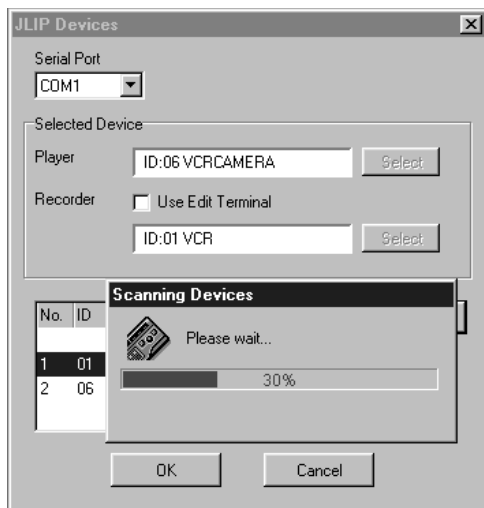 JLIP Devices
Serial Port
COM1
Selected Device
Player
ID:06 VCRCAMERA
Select
Recorder
Use Edit Terminal
ID:01 VCR
Select
Scanning Devices
No. ID
Please wait...
1 01
30%
2 06
OK
Cancel